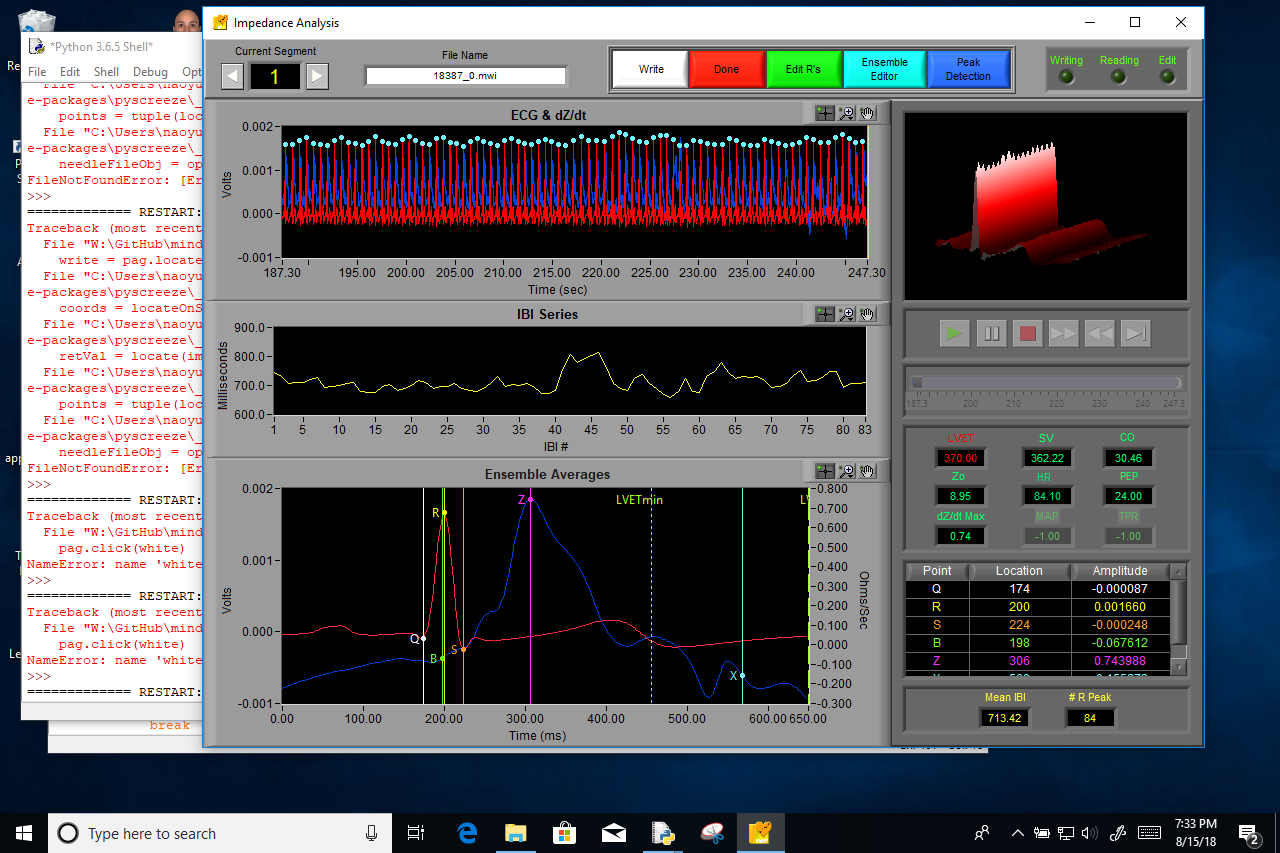 Impedance Analysis
*Python 3.6.5 Shell*
File Edit Shell Debug Opt
File "C:\Users\naoyu
e-packages\pyscreeze\_
points = tuple(loc
File "C:\Users\naoyu
e-packages\pyscreeze\_
needleFileObj = op
FileNotFoundError: [Er
>>>
============= RESTART:
Traceback (most recent
File "W:\GitHub\mind
write = pag.locate
File "C:\Users\naoyu
e-packages\pyscreeze\_
coords = locateOnS
File "C:\Users\naoyu
e-packages\pyscreeze\_
retVal = locate(im
File "C:\Users\naoyu
e-packages\pyscreeze\_
points = tuple(loc
File "C:\Users\naoyu
e-packages\pyscreeze\_
needleFileObj = op
FileNotFoundError: [Er
>>>
============= RESTART:
Traceback (most recent
File "W:\GitHub\mind
pag.click(white)
NameError: name 'white
>>>
============= RESTART:
Traceback (most recent
File "W:\GitHub\mind
pag.click(white)
NameError: name 'white
>>>
============= RESTART:
break
Current Segment
1
File Name
18387_0.mwi
Write
Done
Edit R's
Ensemble
Editor
Peak
Detection
Writing Reading Edit
ECG & dZ/dt
Volts
0.002
0.001
0.000
-0.001
187.30 195.00 200.00 205.00 210.00 215.00 220.00 225.00 230.00 235.00 240.00 247.30
Time (sec)
IBI Series
Milliseconds
900.0
800.0
700.0
600.0
1 5 10 15 20 25 30 35 40 45 50 55 60 65 70 75 80 83
IBI #
Ensemble Averages
Volts
0.002
0.001
0.000
-0.001
Q R B S Z LVETmin X
0.800
0.700
0.600
0.500
0.400
0.300
0.200
0.100
0.000
-0.100
-0.200
-0.300
Ohms/Sec
0.00 100.00 200.00 300.00 400.00 500.00 600.00 650.00
Time (ms)
187.3 200 210 220 230 240 247.3
LVET SV CO
370.00 362.22 30.46
Zo HR PEP
8.95 84.10 24.00
dZ/dt Max MAP TPR
0.74 -1.00 -1.00
Point Location Amplitude
Q 174 -0.000087
R 200 0.001660
S 224 -0.000248
B 198 -0.067612
Z 306 0.743988
Mean IBI # R Peak
713.42 84
Type here to search
7:33 PM
8/15/18
2